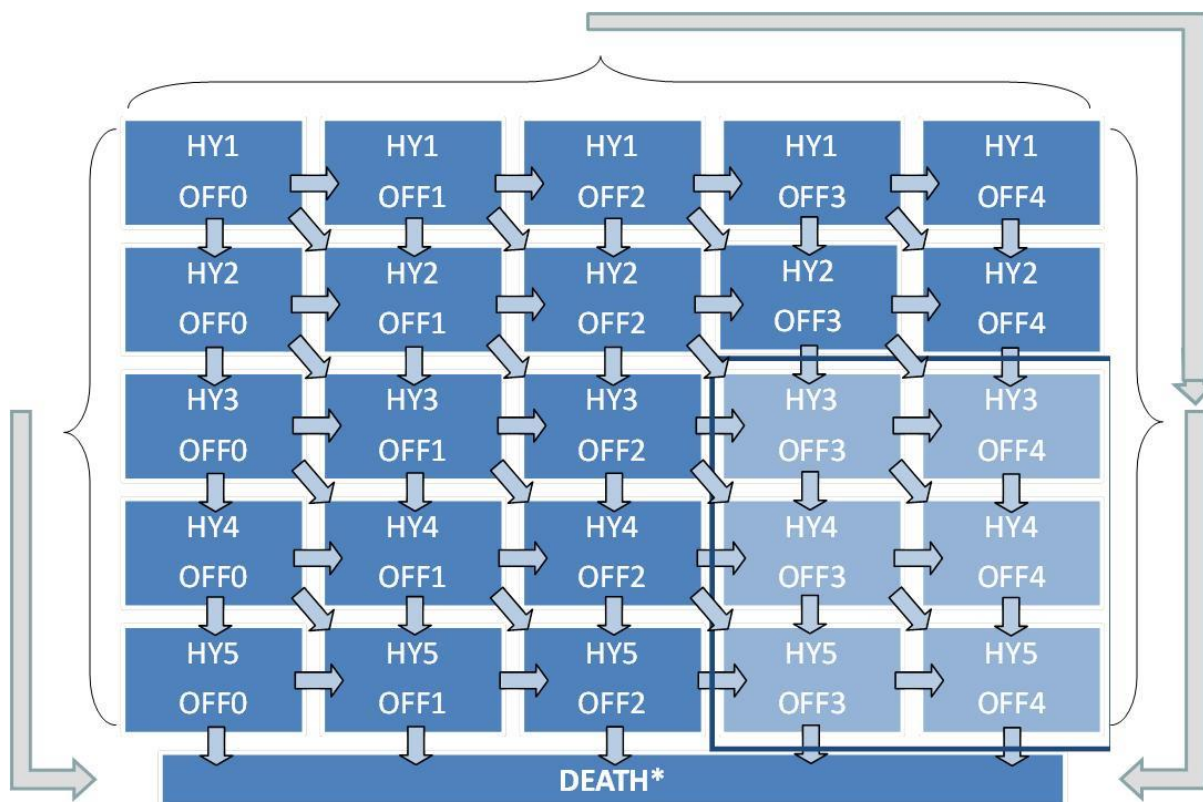 HY1 HY1 HY1 HY1 HY1
OFF0 OFF1 OFF2 OFF3 OFF4
HY2 HY2 HY2 HY2 HY2
OFF0 OFF1 OFF2 OFF3 OFF4
HY3 HY3 HY3 HY3 HY3
OFF0 OFF1 OFF2 OFF3 OFF4
HY4 HY4 HY4 HY4 HY4
OFF0 OFF1 OFF2 OFF3 OFF4
HY5 HY5 HY5 HY5 HY5
OFF0 OFF1 OFF2 OFF3 OFF4
DEATH*